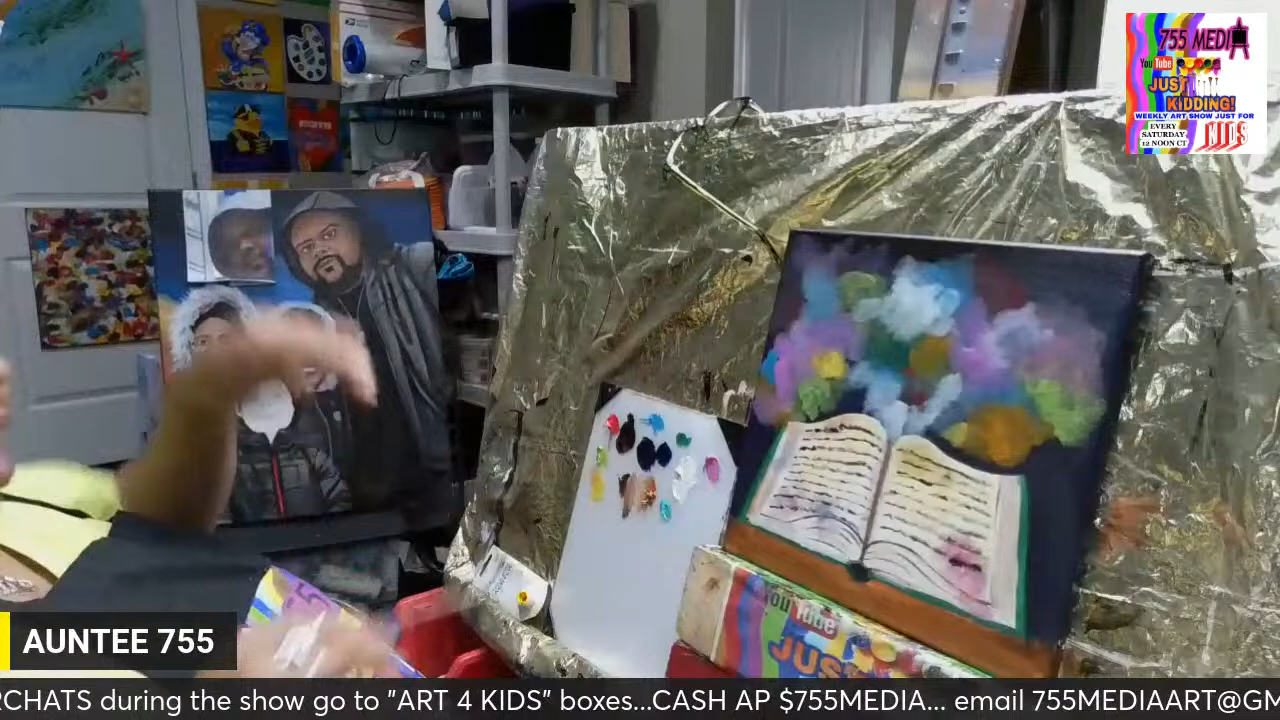 755 MEDIA
YouTube
JUST
KIDDING!
WEEKLY ART SHOW JUST FOR
EVERY
SATURDAY
12 NOON CT
KIDS
YouTube
JUS
AUNTEE 755
RCHATS during the show go to "ART 4 KIDS" boxes...CASH AP $755MEDIA... email 755MEDIAART@GM